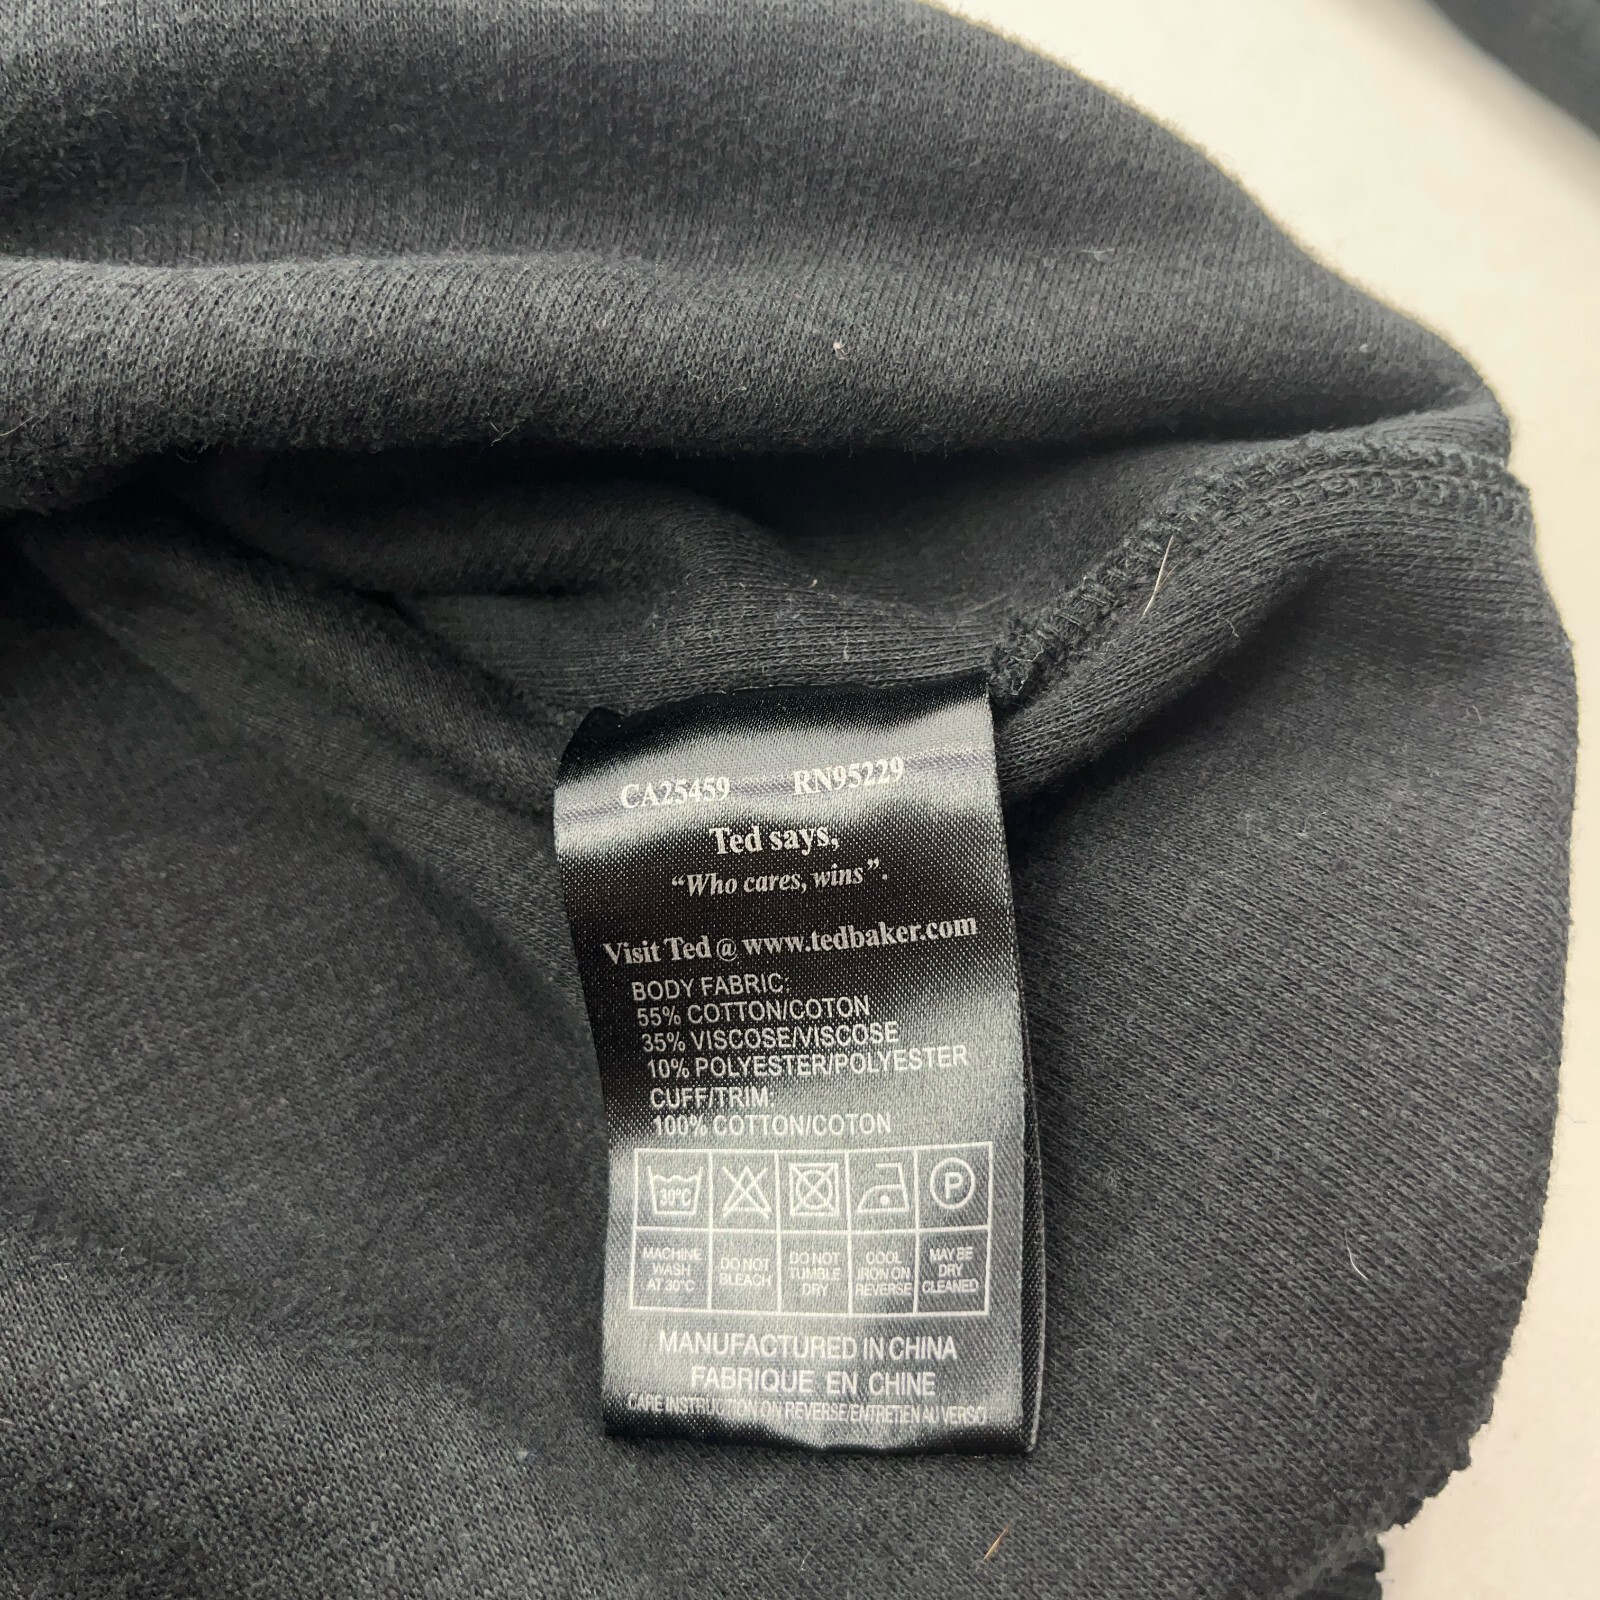 CA25459 RN95229
Ted says,
“Who cares, wins”.
Visit Ted @ www.tedbaker.com
BODY FABRIC:
55% COTTON/COTON
35% VISCOSE/VISCOSE
10% POLYESTER/POLYESTER
CUFF/TRIM:
100% COTTON/COTON
30°C P
MACHINE WASH AT 30°C
DO NOT BLEACH
DO NOT TUMBLE DRY
COOL IRON ON REVERSE
MAY BE DRY CLEANED
MANUFACTURED IN CHINA
FABRIQUE EN CHINE
CARE INSTRUCTION ON REVERSE/ENTRETIEN AU VERSO